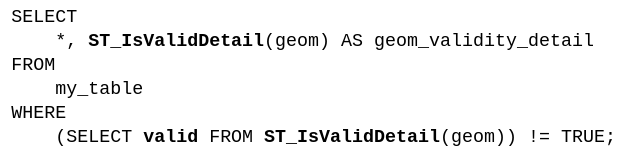 SELECT
    *, ST_IsValidDetail(geom) AS geom_validity_detail
FROM
    my_table
WHERE
    (SELECT valid FROM ST_IsValidDetail(geom)) != TRUE;